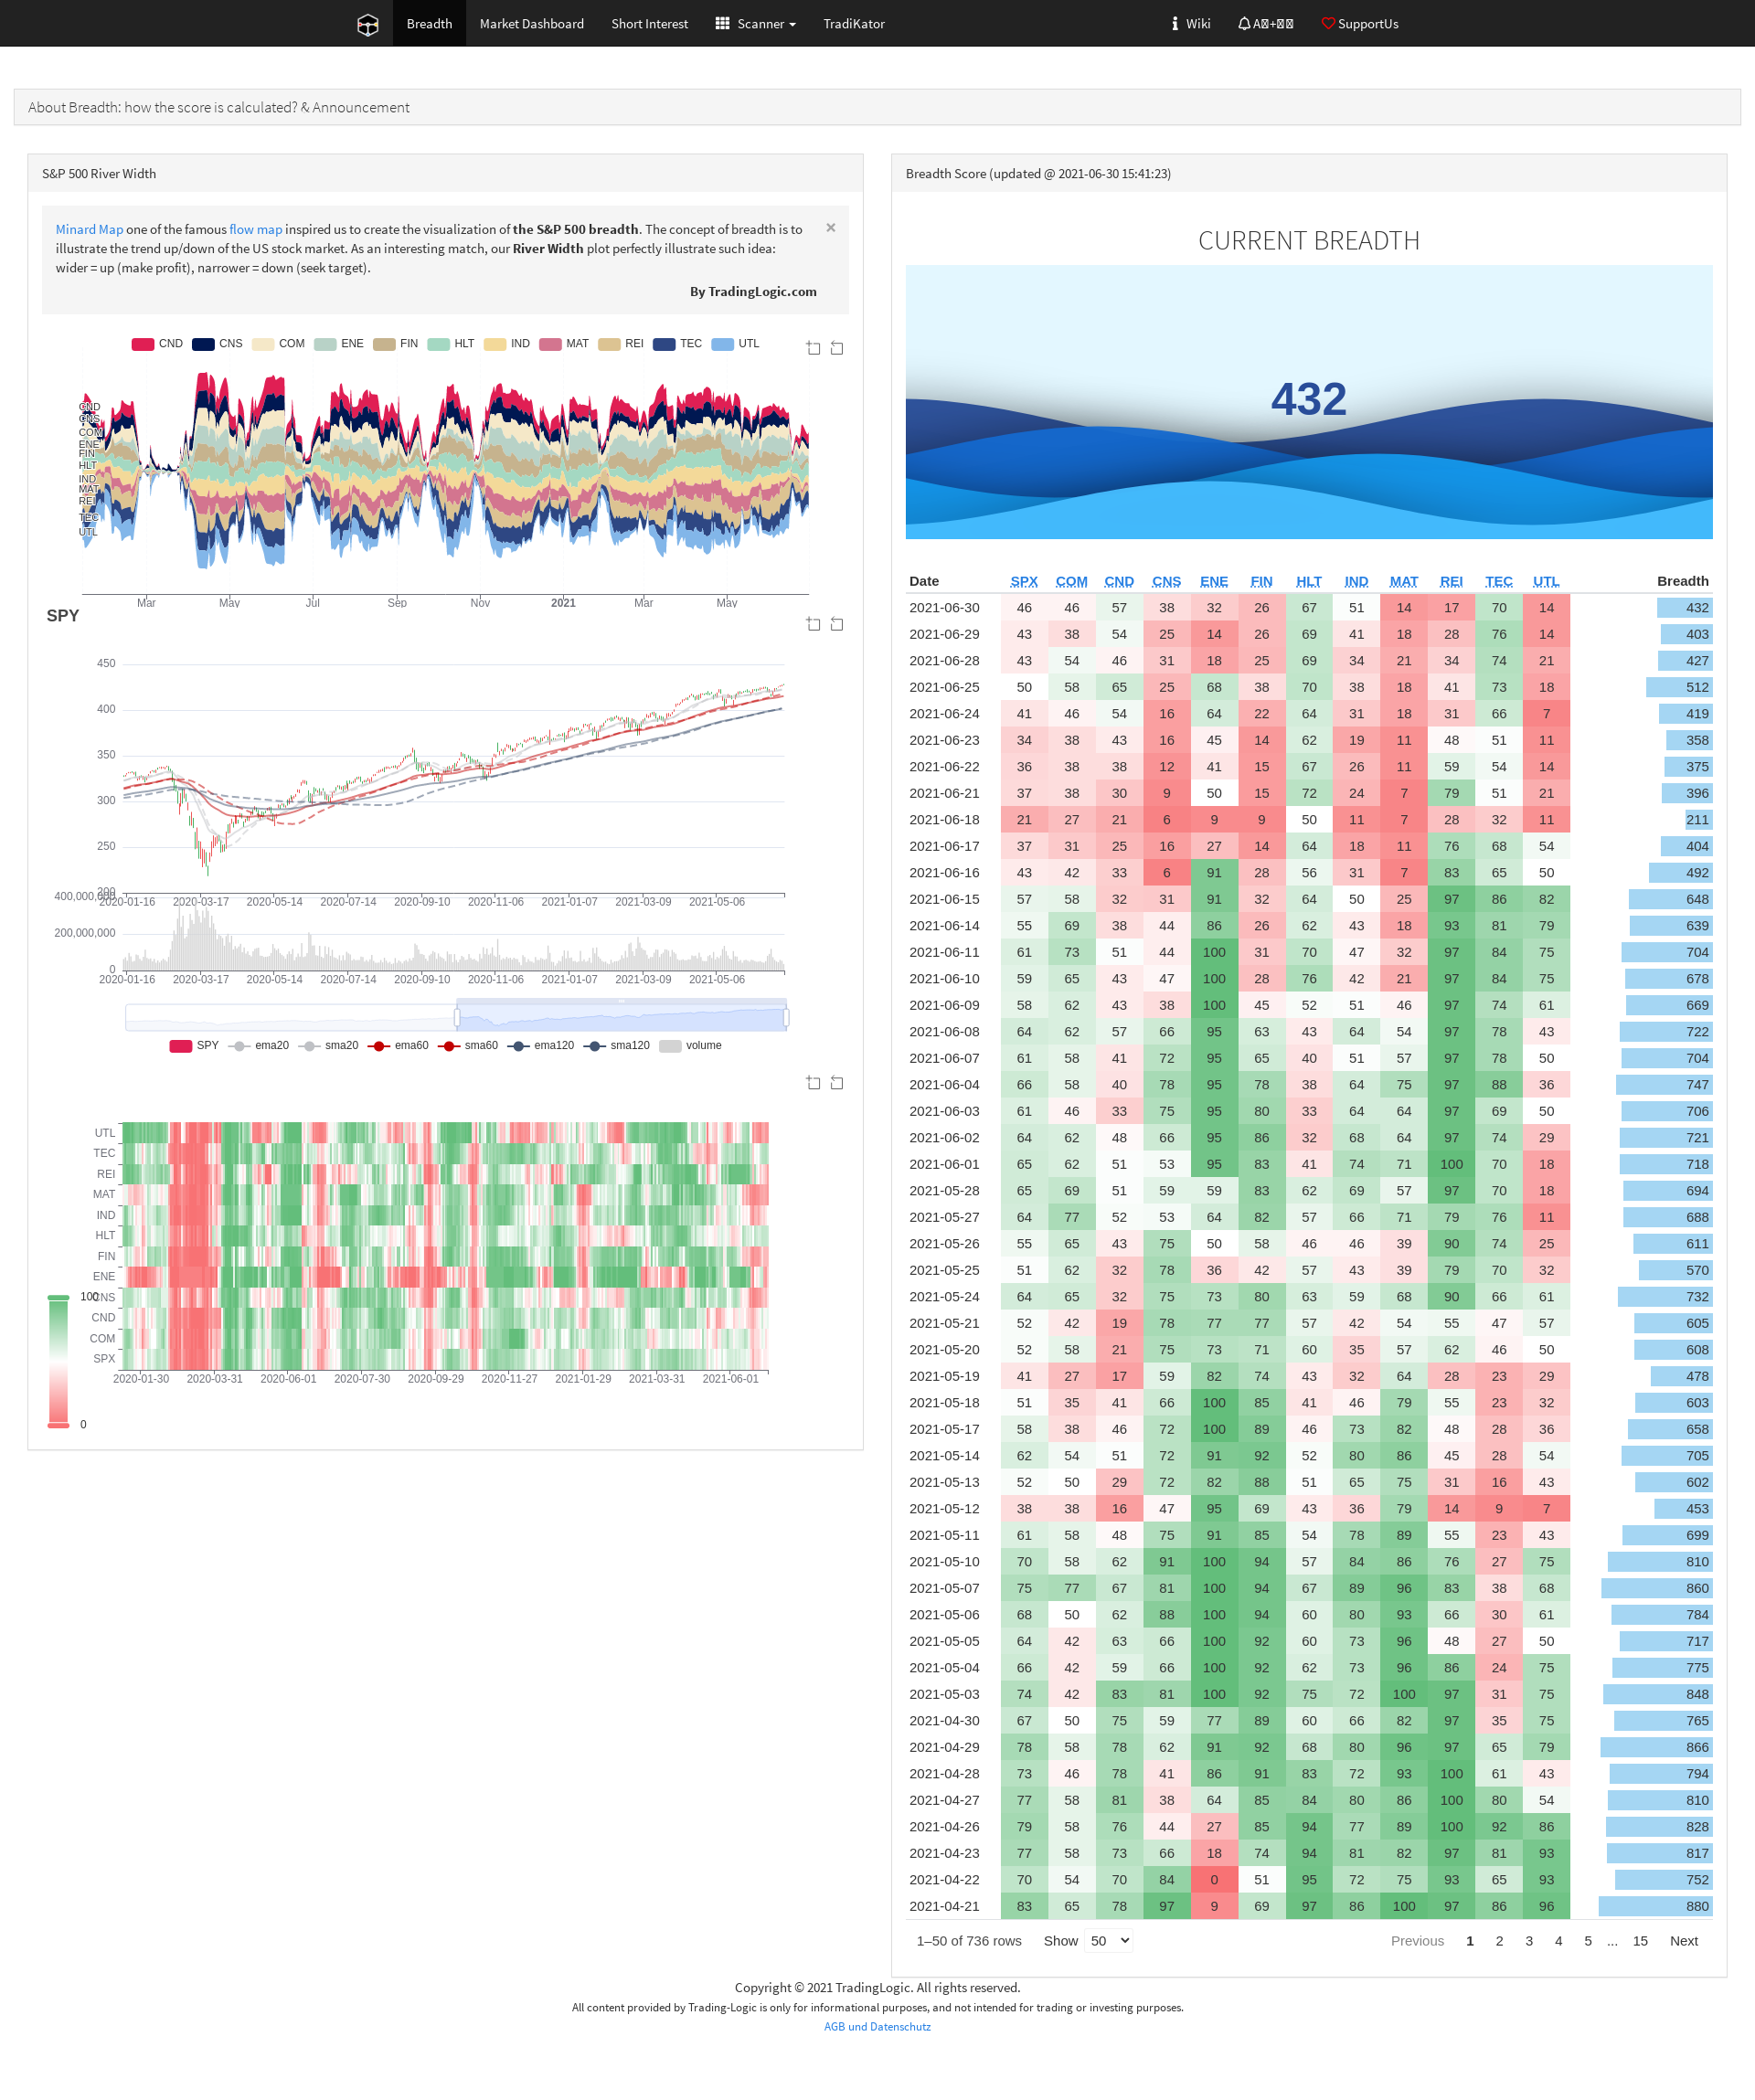 Breadth Market Dashboard Short Interest Scanner TradiKator Wiki SupportUs
About Breadth: how the score is calculated? & Announcement
S&P 500 River Width
Minard Map one of the famous flow map inspired us to create the visualization of the S&P 500 breadth. The concept of breadth is to
illustrate the trend up/down of the US stock market. As an interesting match, our River Width plot perfectly illustrate such idea:
wider = up (make profit), narrower = down (seek target).
×
By TradingLogic.com
CND CNS COM ENE FIN HLT IND MAT REI TEC UTL
CND
CNS
COM
ENE
FIN
HLT
IND
MAT
REI
TEC
UTL
Mar May Jul Sep Nov 2021 Mar May
SPY
450
400
350
300
250
200
2020-01-16 2020-03-17 2020-05-14 2020-07-14 2020-09-10 2020-11-06 2021-01-07 2021-03-09 2021-05-06
400,000,000
200,000,000
0
2020-01-16 2020-03-17 2020-05-14 2020-07-14 2020-09-10 2020-11-06 2021-01-07 2021-03-09 2021-05-06
SPY ema20 sma20 ema60 sma60 ema120 sma120 volume
UTL
TEC
REI
MAT
IND
HLT
FIN
ENE
CNS
CND
COM
SPX
2020-01-30 2020-03-31 2020-06-01 2020-07-30 2020-09-29 2020-11-27 2021-01-29 2021-03-31 2021-06-01
100
0
Breadth Score (updated @ 2021-06-30 15:41:23)
CURRENT BREADTH
432
Date SPX COM CND CNS ENE FIN HLT IND MAT REI TEC UTL Breadth
2021-06-30 46 46 57 38 32 26 67 51 14 17 70 14 432
2021-06-29 43 38 54 25 14 26 69 41 18 28 76 14 403
2021-06-28 43 54 46 31 18 25 69 34 21 34 74 21 427
2021-06-25 50 58 65 25 68 38 70 38 18 41 73 18 512
2021-06-24 41 46 54 16 64 22 64 31 18 31 66 7 419
2021-06-23 34 38 43 16 45 14 62 19 11 48 51 11 358
2021-06-22 36 38 38 12 41 15 67 26 11 59 54 14 375
2021-06-21 37 38 30 9 50 15 72 24 7 79 51 21 396
2021-06-18 21 27 21 6 9 9 50 11 7 28 32 11 211
2021-06-17 37 31 25 16 27 14 64 18 11 76 68 54 404
2021-06-16 43 42 33 6 91 28 56 31 7 83 65 50 492
2021-06-15 57 58 32 31 91 32 64 50 25 97 86 82 648
2021-06-14 55 69 38 44 86 26 62 43 18 93 81 79 639
2021-06-11 61 73 51 44 100 31 70 47 32 97 84 75 704
2021-06-10 59 65 43 47 100 28 76 42 21 97 84 75 678
2021-06-09 58 62 43 38 100 45 52 51 46 97 74 61 669
2021-06-08 64 62 57 66 95 63 43 64 54 97 78 43 722
2021-06-07 61 58 41 72 95 65 40 51 57 97 78 50 704
2021-06-04 66 58 40 78 95 78 38 64 75 97 88 36 747
2021-06-03 61 46 33 75 95 80 33 64 64 97 69 50 706
2021-06-02 64 62 48 66 95 86 32 68 64 97 74 29 721
2021-06-01 65 62 51 53 95 83 41 74 71 100 70 18 718
2021-05-28 65 69 51 59 59 83 62 69 57 97 70 18 694
2021-05-27 64 77 52 53 64 82 57 66 71 79 76 11 688
2021-05-26 55 65 43 75 50 58 46 46 39 90 74 25 611
2021-05-25 51 62 32 78 36 42 57 43 39 79 70 32 570
2021-05-24 64 65 32 75 73 80 63 59 68 90 66 61 732
2021-05-21 52 42 19 78 77 77 57 42 54 55 47 57 605
2021-05-20 52 58 21 75 73 71 60 35 57 62 46 50 608
2021-05-19 41 27 17 59 82 74 43 32 64 28 23 29 478
2021-05-18 51 35 41 66 100 85 41 46 79 55 23 32 603
2021-05-17 58 38 46 72 100 89 46 73 82 48 28 36 658
2021-05-14 62 54 51 72 91 92 52 80 86 45 28 54 705
2021-05-13 52 50 29 72 82 88 51 65 75 31 16 43 602
2021-05-12 38 38 16 47 95 69 43 36 79 14 9 7 453
2021-05-11 61 58 48 75 91 85 54 78 89 55 23 43 699
2021-05-10 70 58 62 91 100 94 57 84 86 76 27 75 810
2021-05-07 75 77 67 81 100 94 67 89 96 83 38 68 860
2021-05-06 68 50 62 88 100 94 60 80 93 66 30 61 784
2021-05-05 64 42 63 66 100 92 60 73 96 48 27 50 717
2021-05-04 66 42 59 66 100 92 62 73 96 86 24 75 775
2021-05-03 74 42 83 81 100 92 75 72 100 97 31 75 848
2021-04-30 67 50 75 59 77 89 60 66 82 97 35 75 765
2021-04-29 78 58 78 62 91 92 68 80 96 97 65 79 866
2021-04-28 73 46 78 41 86 91 83 72 93 100 61 43 794
2021-04-27 77 58 81 38 64 85 84 80 86 100 80 54 810
2021-04-26 79 58 76 44 27 85 94 77 89 100 92 86 828
2021-04-23 77 58 73 66 18 74 94 81 82 97 81 93 817
2021-04-22 70 54 70 84 0 51 95 72 75 93 65 93 752
2021-04-21 83 65 78 97 9 69 97 86 100 97 86 96 880
1–50 of 736 rows Show 50 Previous 1 2 3 4 5 ... 15 Next
Copyright © 2021 TradingLogic. All rights reserved.
All content provided by Trading-Logic is only for informational purposes, and not intended for trading or investing purposes.
AGB und Datenschutz